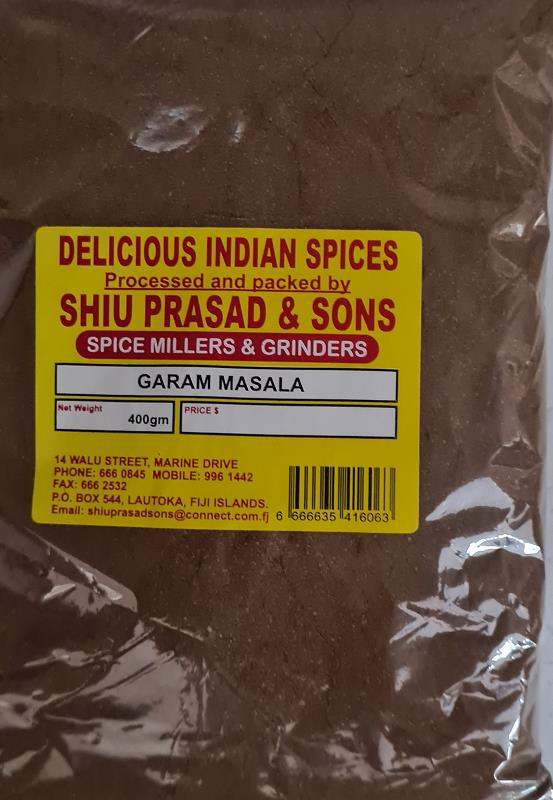 DELICIOUS INDIAN SPICES
Processed and packed by
SHIU PRASAD & SONS
SPICE MILLERS & GRINDERS
GARAM MASALA
Net Weight
400gm
PRICE $
14 WALU STREET, MARINE DRIVE
PHONE: 666 0845 MOBILE: 996 1442
FAX: 666 2532
P.O. BOX 544, LAUTOKA, FIJI ISLANDS.
Email: shiuprasadsons@connect.com.fj
6 666635 416063